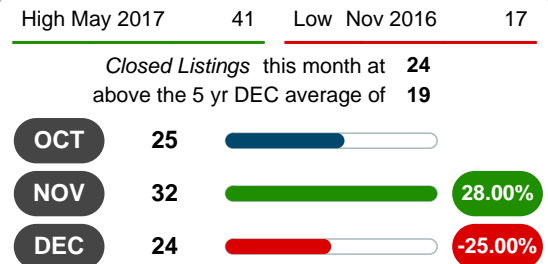 High May 2017 41 Low Nov 2016 17
Closed Listings this month at 24
above the 5 yr DEC average of 19
OCT 25
NOV 32 28.00%
DEC 24 -25.00%